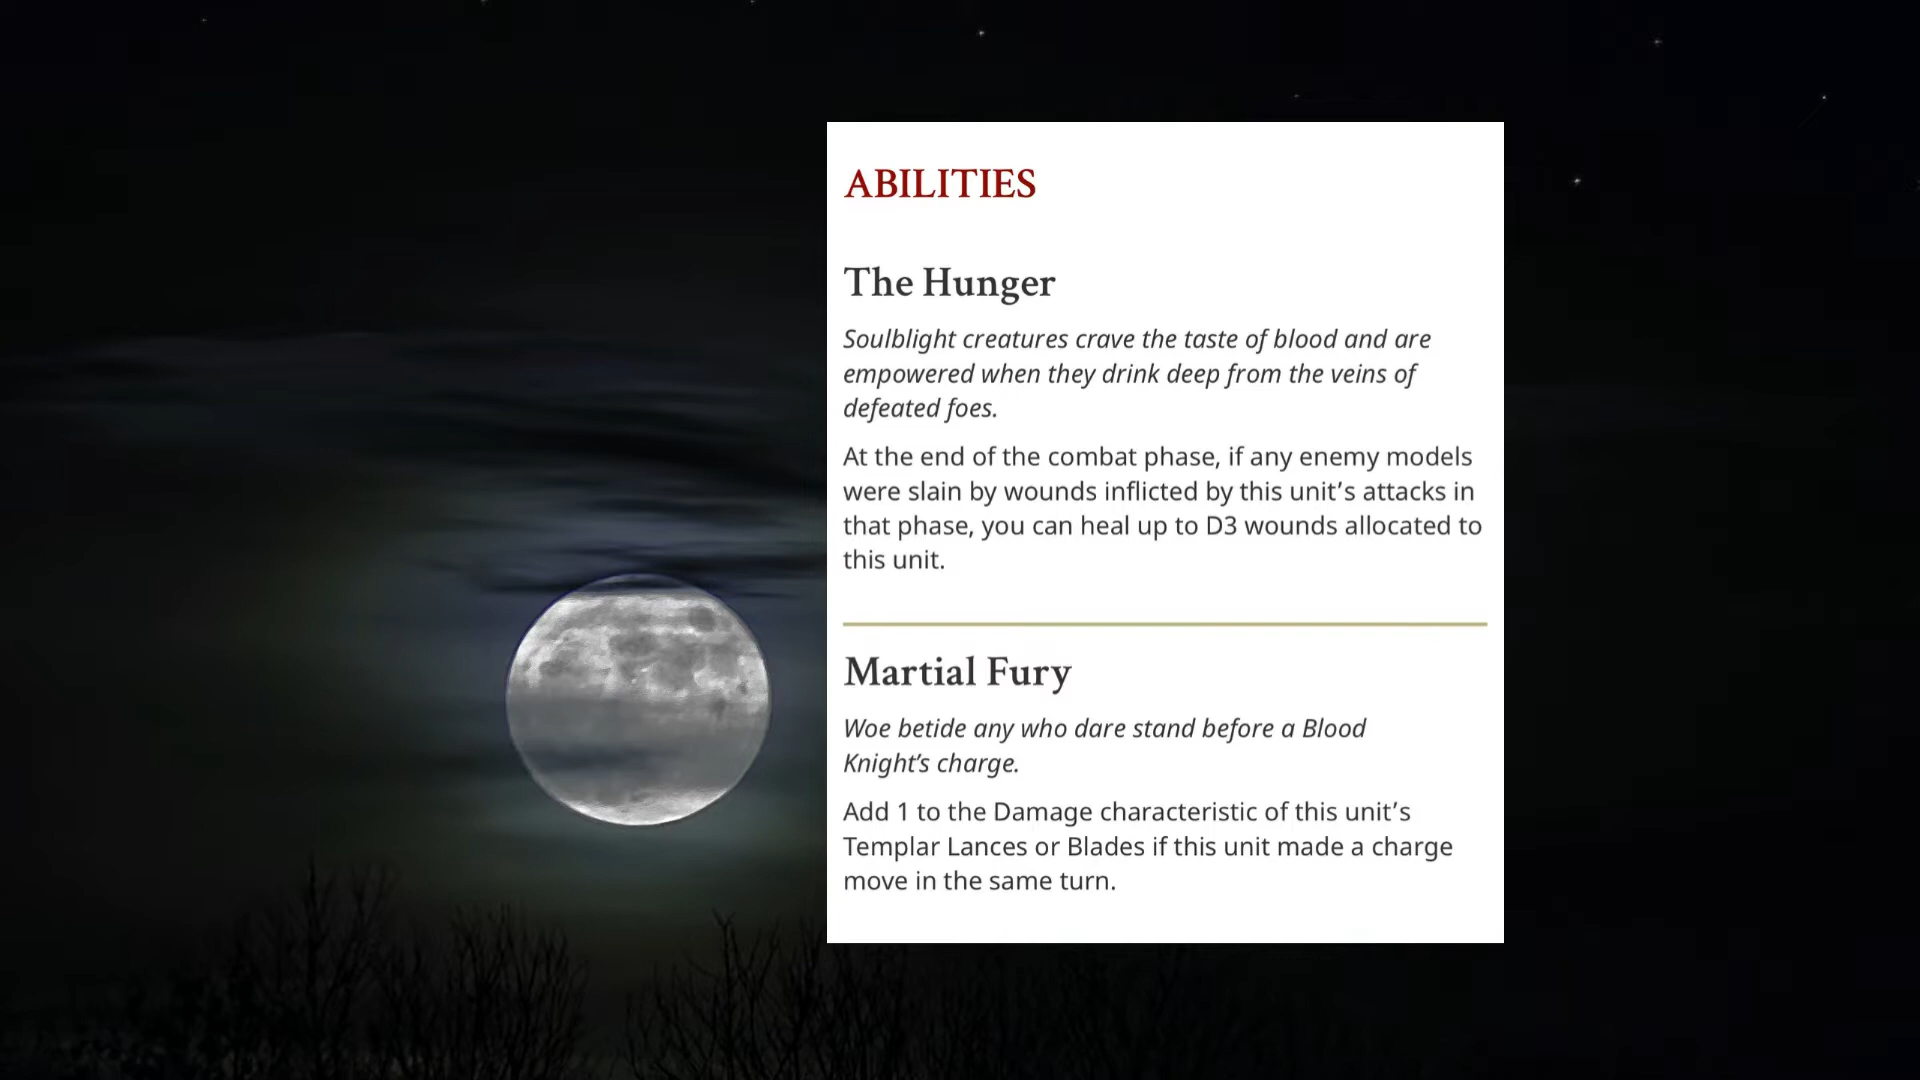 ABILITIES
The Hunger
Soulblight creatures crave the taste of blood and are
empowered when they drink deep from the veins of
defeated foes.
At the end of the combat phase, if any enemy models
were slain by wounds inflicted by this unit’s attacks in
that phase, you can heal up to D3 wounds allocated to
this unit.
Martial Fury
Woe betide any who dare stand before a Blood
Knight’s charge.
Add 1 to the Damage characteristic of this unit’s
Templar Lances or Blades if this unit made a charge
move in the same turn.